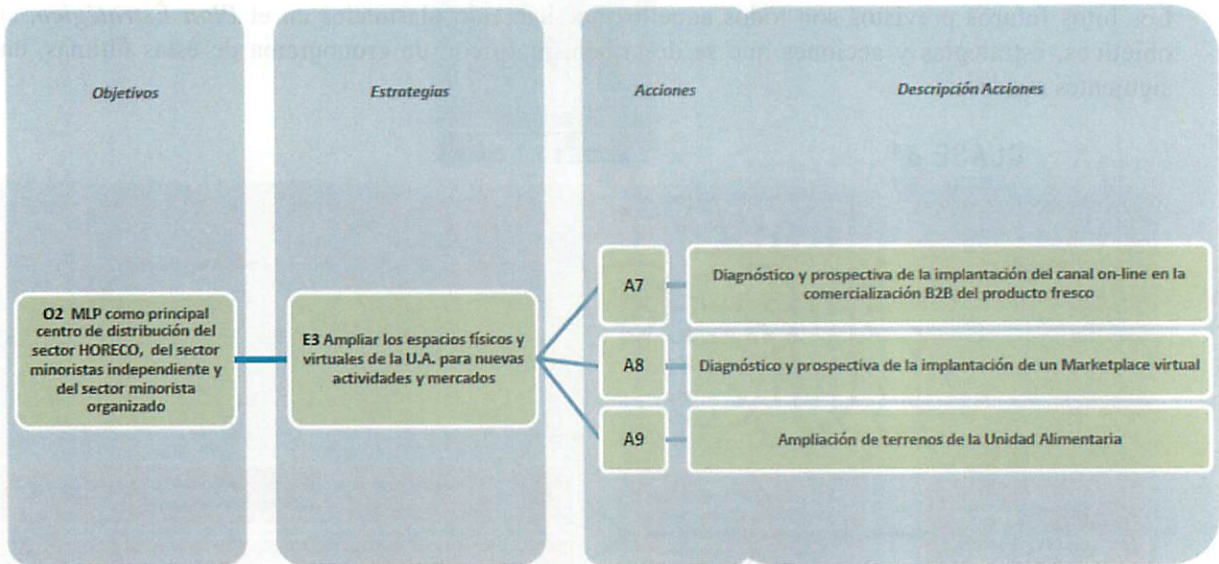 Objetivos
Estrategias
Acciones
Descripción Acciones
O2 MLP como principal
centro de distribución del
sector HORECO, del sector
minoristas independiente y
del sector minorista
organizado
E3 Ampliar los espacios físicos y
virtuales de la U.A. para nuevas
actividades y mercados
A7
Diagnóstico y prospectiva de la implantación del canal on-line en la
comercialización B2B del producto fresco
A8
Diagnóstico y prospectiva de la implantación de un Marketplace virtual
A9
Ampliación de terrenos de la Unidad Alimentaria